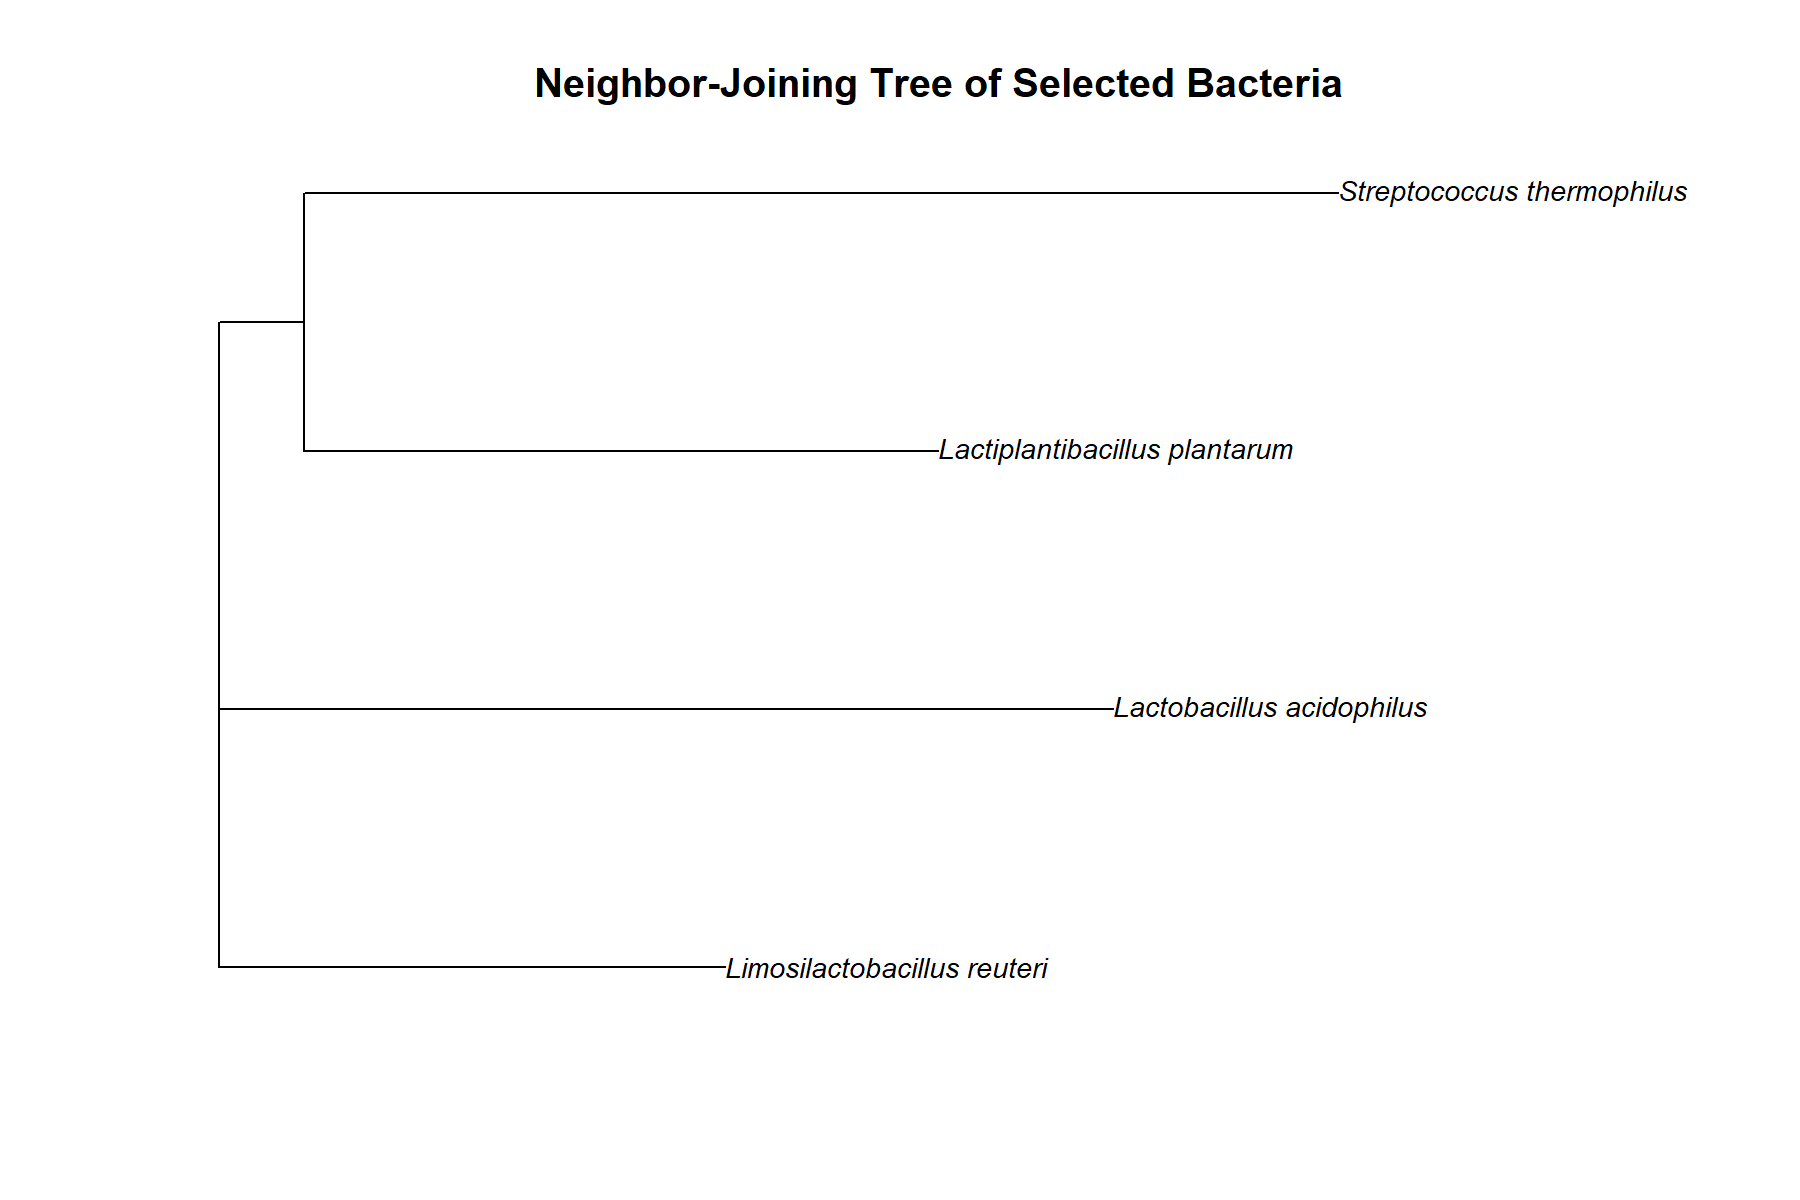 Neighbor-Joining Tree of Selected Bacteria
Streptococcus thermophilus
Lactiplantibacillus plantarum
Lactobacillus acidophilus
Limosilactobacillus reuteri